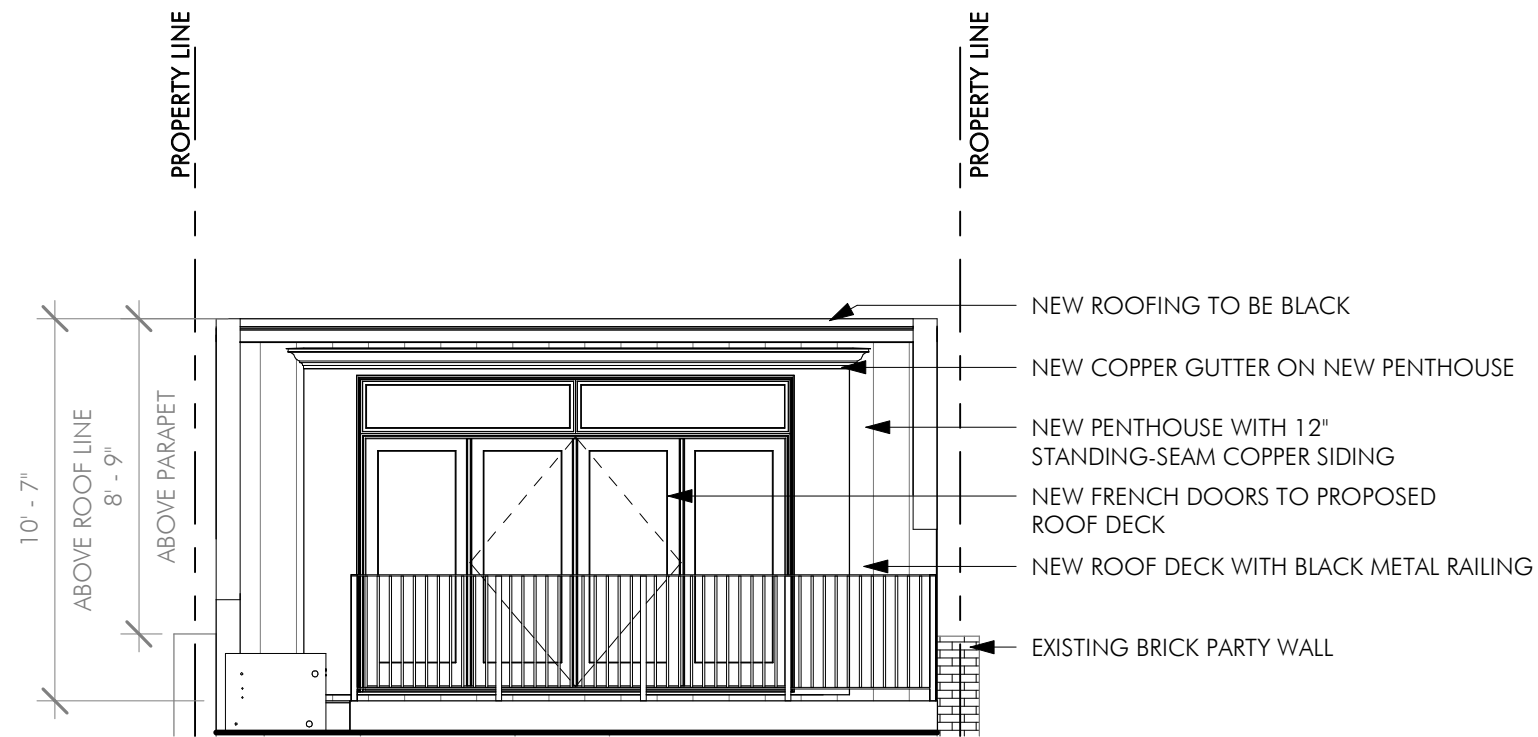 PROPERTY LINE
PROPERTY LINE
NEW ROOFING TO BE BLACK
NEW COPPER GUTTER ON NEW PENTHOUSE
NEW PENTHOUSE WITH 12"
STANDING-SEAM COPPER SIDING
NEW FRENCH DOORS TO PROPOSED
ROOF DECK
NEW ROOF DECK WITH BLACK METAL RAILING
EXISTING BRICK PARTY WALL
10' - 7"
ABOVE ROOF LINE
8' - 9"
ABOVE PARAPET